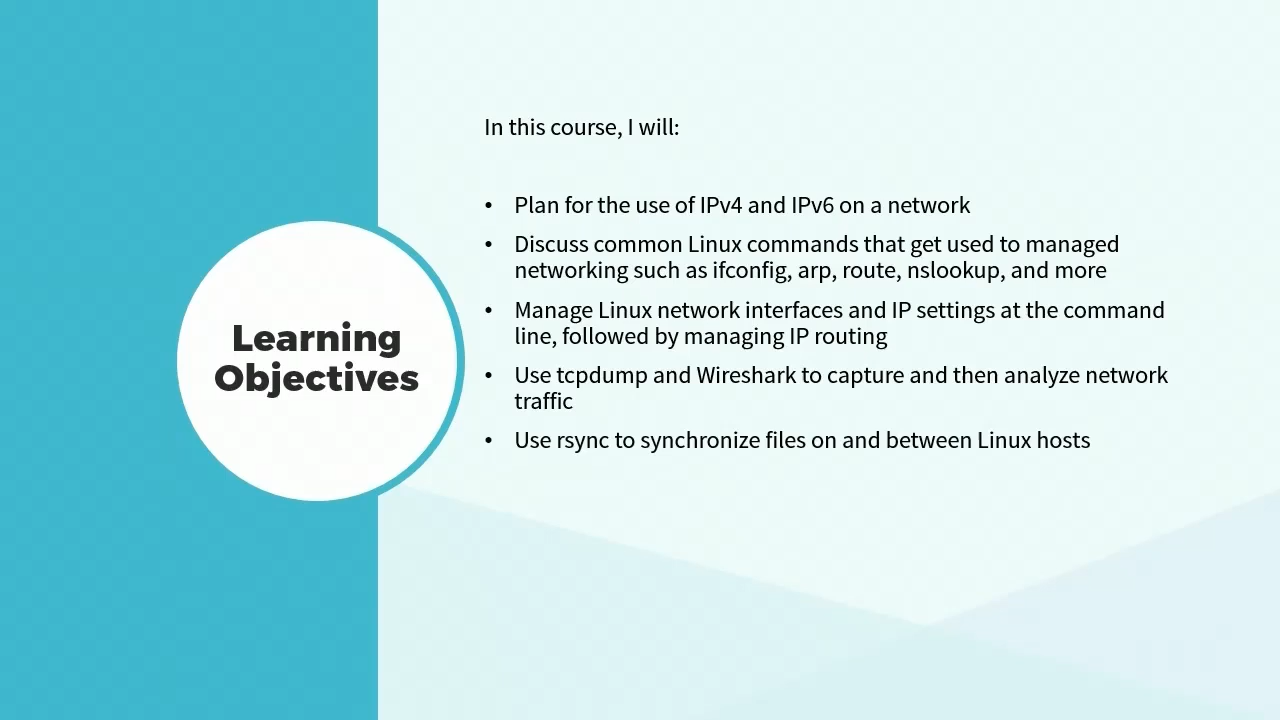 Learning
Objectives
In this course, I will:
• Plan for the use of IPv4 and IPv6 on a network
• Discuss common Linux commands that get used to managed
networking such as ifconfig, arp, route, nslookup, and more
• Manage Linux network interfaces and IP settings at the command
line, followed by managing IP routing
• Use tcpdump and Wireshark to capture and then analyze network
traffic
• Use rsync to synchronize files on and between Linux hosts